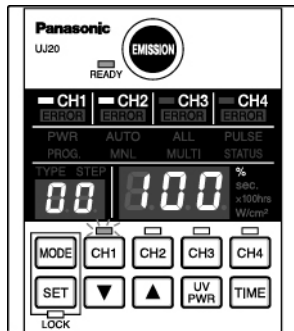 Panasonic
UJ20
EMISSION
READY
CH1 CH2 CH3 CH4
ERROR ERROR ERROR ERROR
PWR AUTO ALL PULSE
PROG. MNL MULTI STATUS
TYPE STEP
00 100 %
sec.
×100hrs
W/cm²
MODE CH1 CH2 CH3 CH4
SET ▼ ▲ UV PWR TIME
LOCK